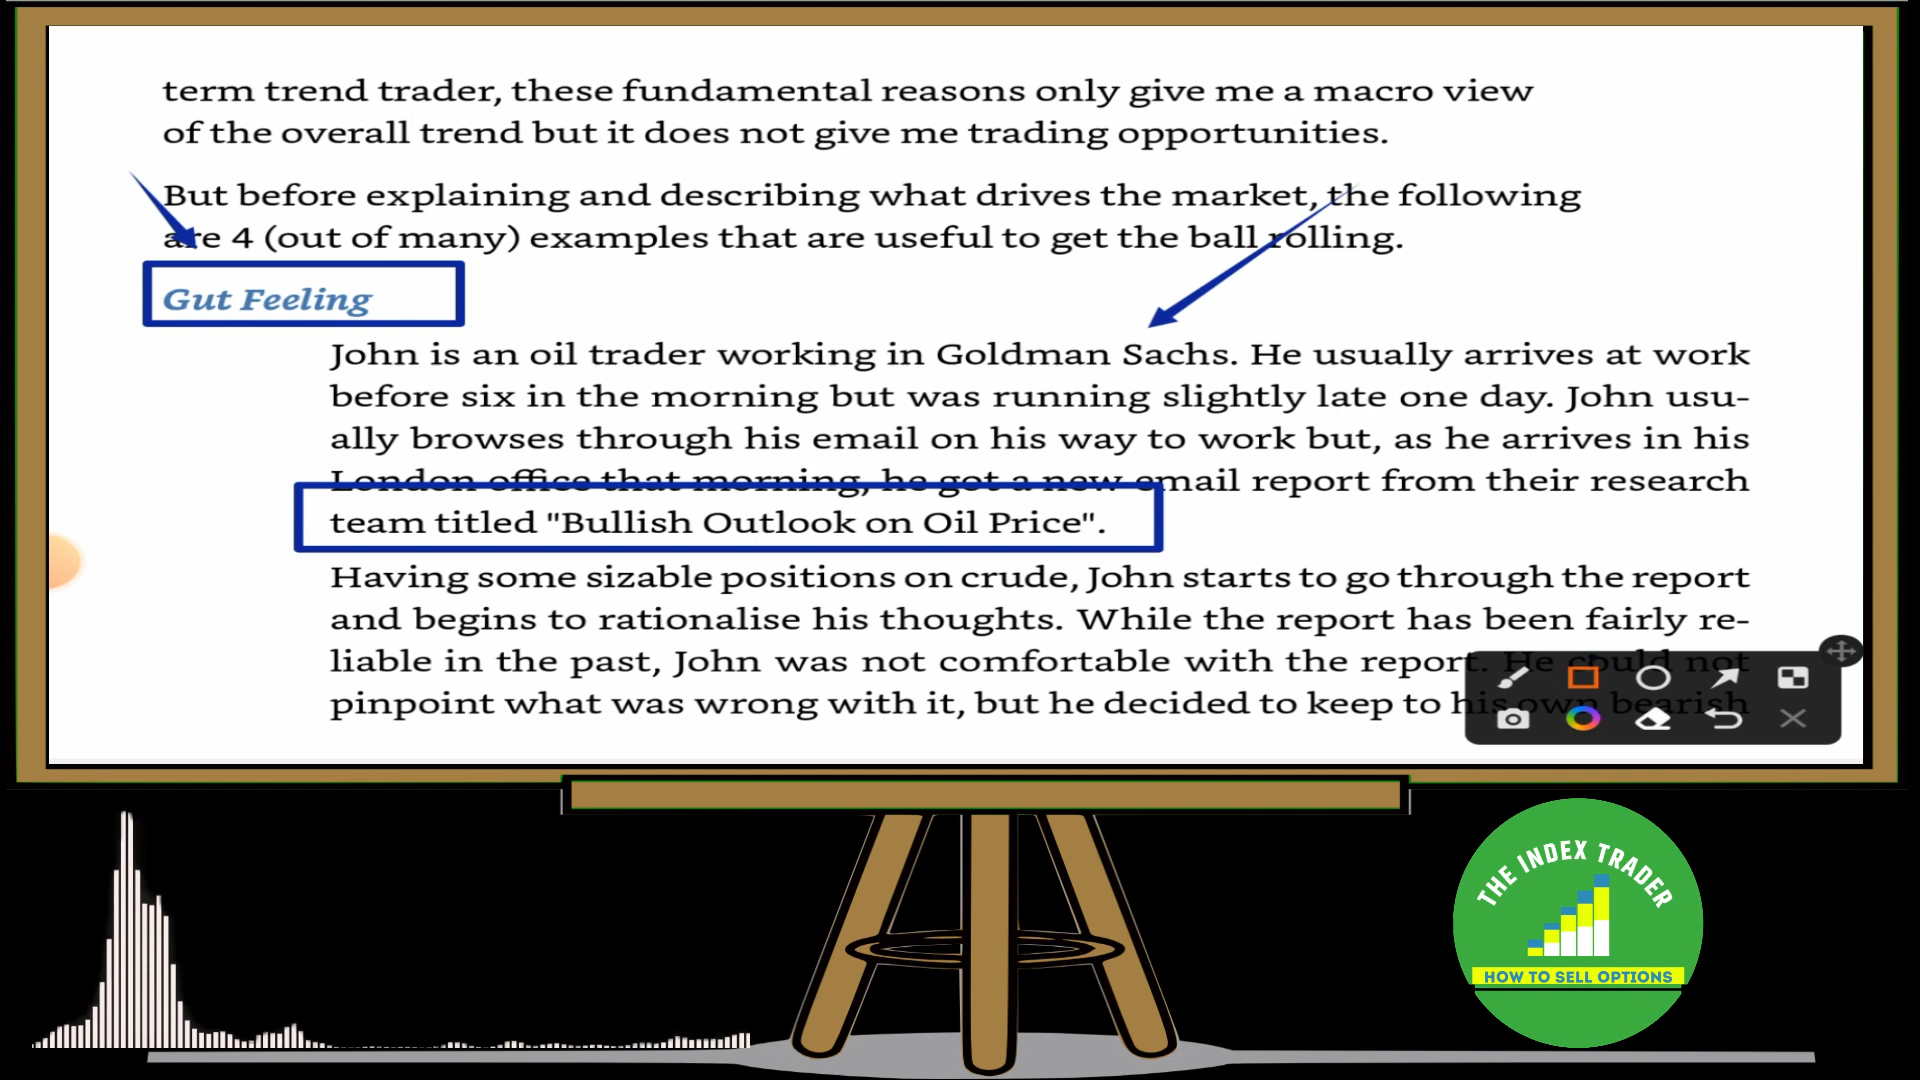 term trend trader, these fundamental reasons only give me a macro view
of the overall trend but it does not give me trading opportunities.
But before explaining and describing what drives the market, the following
are 4 (out of many) examples that are useful to get the ball rolling.
Gut Feeling
John is an oil trader working in Goldman Sachs. He usually arrives at work
before six in the morning but was running slightly late one day. John usu-
ally browses through his email on his way to work but, as he arrives in his
London office that morning, he got a new email report from their research
team titled "Bullish Outlook on Oil Price".
Having some sizable positions on crude, John starts to go through the report
and begins to rationalise his thoughts. While the report has been fairly re-
liable in the past, John was not comfortable with the report. He could not
pinpoint what was wrong with it, but he decided to keep to his own bearish
THE INDEX TRADER
HOW TO SELL OPTIONS